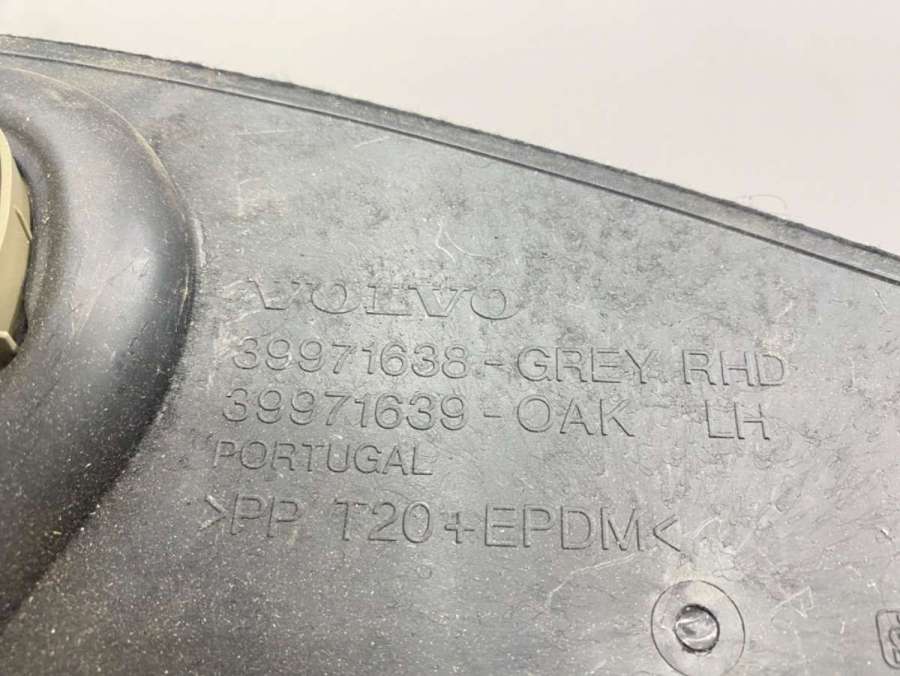 VOLVO
39971638-GREY RHD
39971639-OAK LH
PORTUGAL
>PP T20+EPDM<